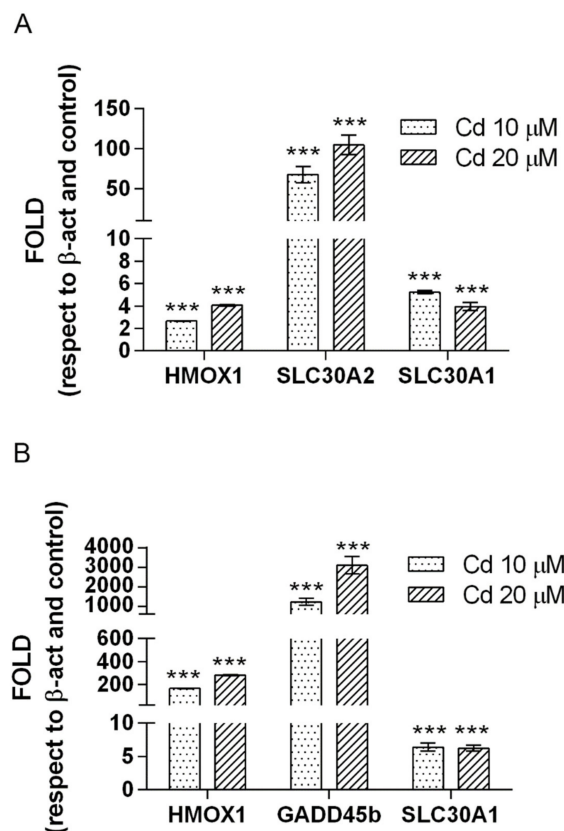 A
FOLD
(respect to β-act and control)
150
100
50
8
6
4
2
0
***
***
***
***
***
***
Cd 10 μM
Cd 20 μM
HMOX1 SLC30A2 SLC30A1
B
FOLD
(respect to β-act and control)
4000
3000
2000
1000
600
400
200
10
5
0
***
***
***
***
***
***
Cd 10 μM
Cd 20 μM
HMOX1 GADD45b SLC30A1